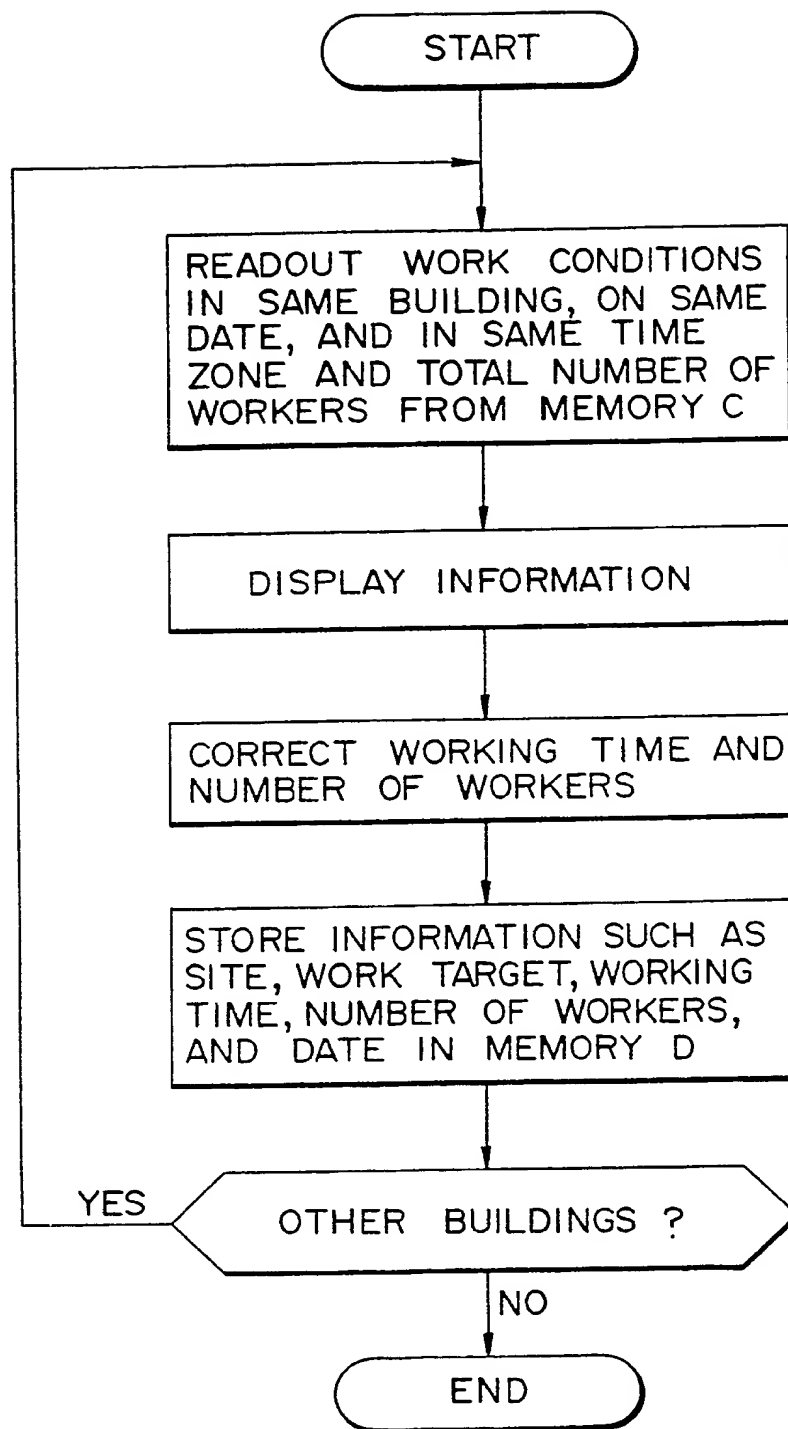 START
READOUT WORK CONDITIONS
IN SAME BUILDING, ON SAME
DATE, AND IN SAME TIME
ZONE AND TOTAL NUMBER OF
WORKERS FROM MEMORY C
DISPLAY INFORMATION
CORRECT WORKING TIME AND
NUMBER OF WORKERS
STORE INFORMATION SUCH AS
SITE, WORK TARGET, WORKING
TIME, NUMBER OF WORKERS,
AND DATE IN MEMORY D
YES
OTHER BUILDINGS ?
NO
END